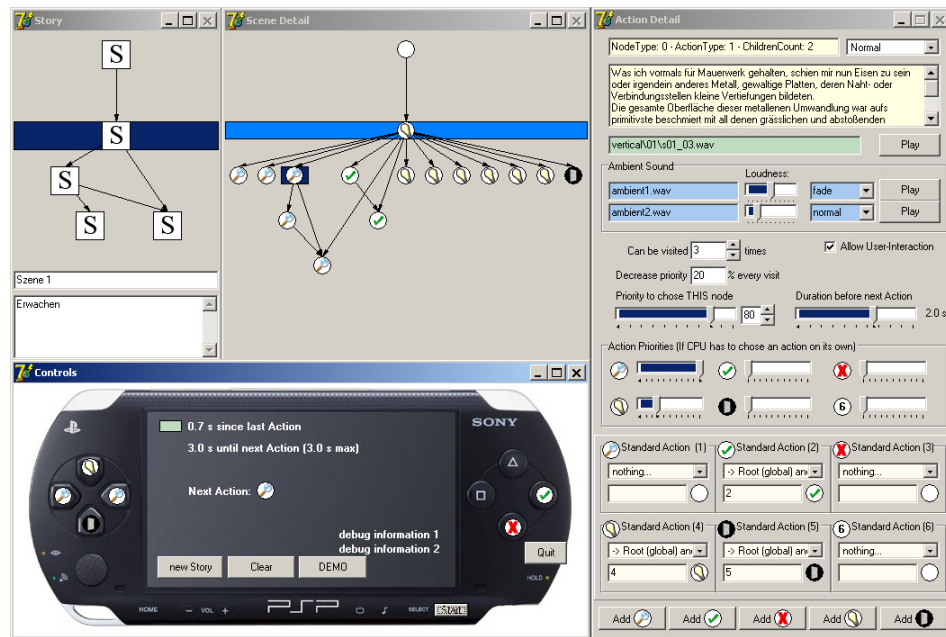 Story
S
S
S
S
S
Szene 1
Erwachen
Scene Detail
Action Detail
NodeType: 0 - ActionType: 1 - ChildrenCount: 2
Normal
Was ich vormals für Mauerwerk gehalten, schien mir nun Eisen zu sein
oder irgendein anderes Metall, gewaltige Platten, deren Naht- oder
Verbindungsstellen kleine Vertiefungen bildeten.
Die gesamte Oberfläche dieser metallenen Umwandlung war aufs
primitivste beschmiert mit all denen grässlichen und abstoßenden
vertical\01\s01_03.wav
Play
Ambient Sound
Loudness:
ambient1.wav
fade
Play
ambient2.wav
normal
Play
Can be visited 3 times
Allow User-Interaction
Decrease priority 20 % every visit
Priority to chose THIS node
80
Duration before next Action
2.0 s
Action Priorities (If CPU has to chose an action on its own)
6
Standard Action (1)
nothing...
Standard Action (2)
-> Root (global) an
2
Standard Action (3)
nothing...
Standard Action (4)
-> Root (global) an
4
Standard Action (5)
-> Root (global) an
5
6 Standard Action (6)
nothing...
Add
Add
Add
Add
Add
Controls
SONY
0.7 s since last Action
3.0 s until next Action (3.0 s max)
Next Action:
debug information 1
debug information 2
new Story
Clear
DEMO
Quit
HOLD
HOME
- VOL +
PSP
SELECT
Start